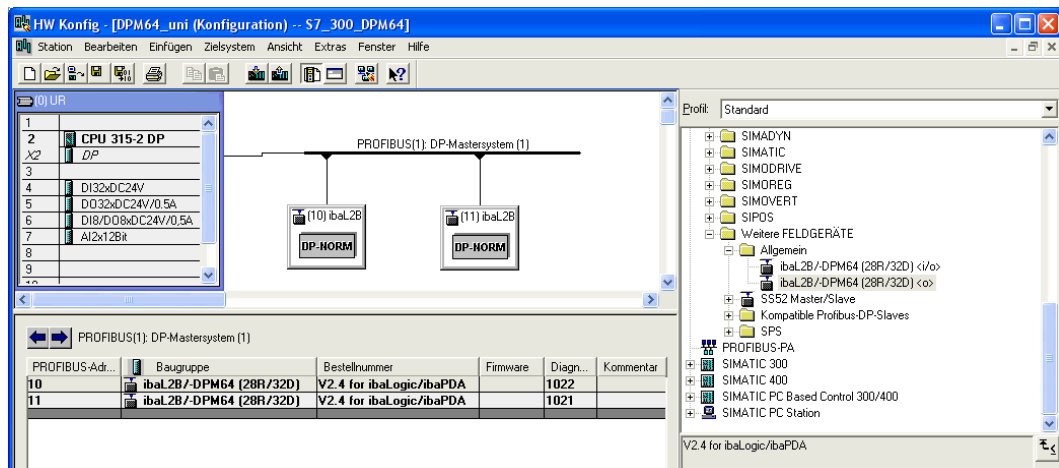 HW Konfig - [DPM64_uni (Konfiguration) -- S7_300_DPM64]
Station Bearbeiten Einfügen Zielsystem Ansicht Extras Fenster Hilfe
(0) UR
1
2 CPU 315-2 DP
X2 DP
3
4 DI32xDC24V
5 DO32xDC24V/0.5A
6 DI8/DO8xDC24V/0,5A
7 AI2x12Bit
8
9
10
PROFIBUS(1): DP-Mastersystem (1)
(10) ibaL2B
DP-NORM
(11) ibaL2B
DP-NORM
PROFIBUS(1): DP-Mastersystem (1)
PROFIBUS-Adr... Baugruppe Bestellnummer Firmware Diagn... Kommentar
10 ibaL2B/-DPM64 (28R/32D) V2.4 for ibaLogic/ibaPDA 1022
11 ibaL2B/-DPM64 (28R/32D) V2.4 for ibaLogic/ibaPDA 1021
Profil: Standard
SIMADYN
SIMATIC
SIMODRIVE
SIMOREG
SIMOVERT
SIPOS
Weitere FELDGERÄTE
Allgemein
ibaL2B/-DPM64 (28R/32D) <i/o>
ibaL2B/-DPM64 (28R/32D) <o>
SS52 Master/Slave
Kompatible Profibus-DP-Slaves
SPS
PROFIBUS-PA
SIMATIC 300
SIMATIC 400
SIMATIC PC Based Control 300/400
SIMATIC PC Station
V2.4 for ibaLogic/ibaPDA